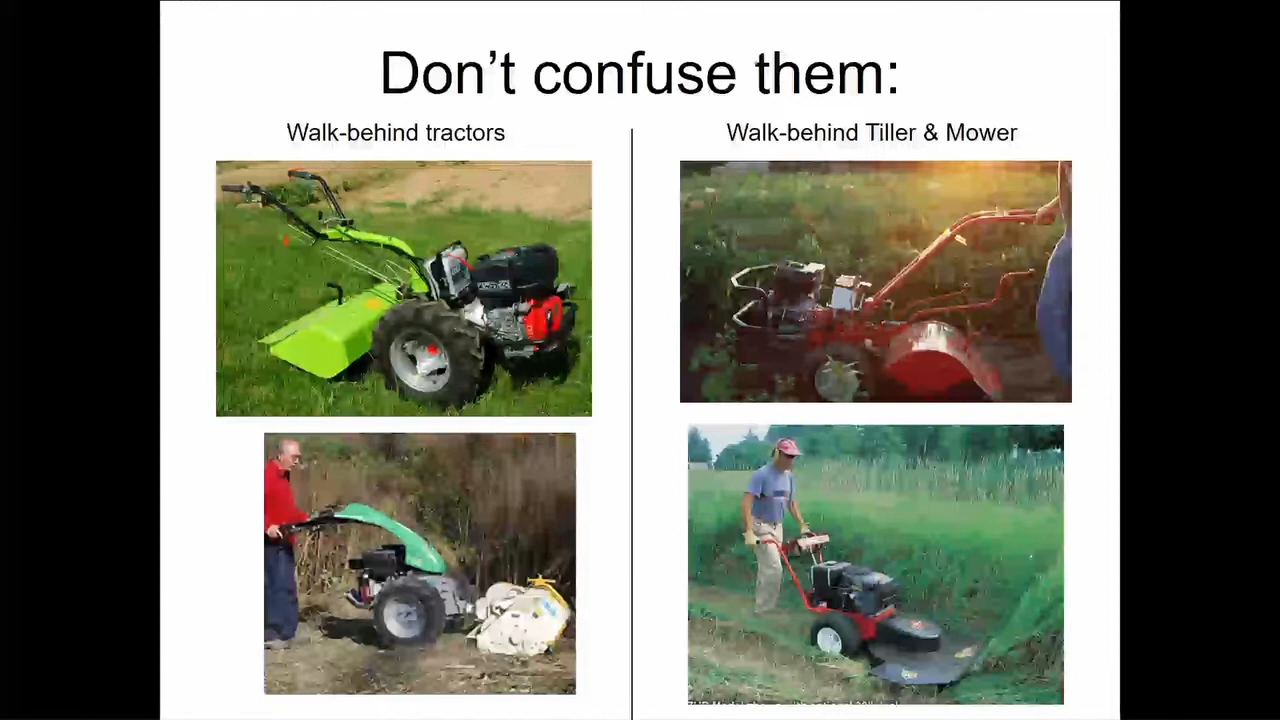 Don’t confuse them:
Walk-behind tractors
Walk-behind Tiller & Mower